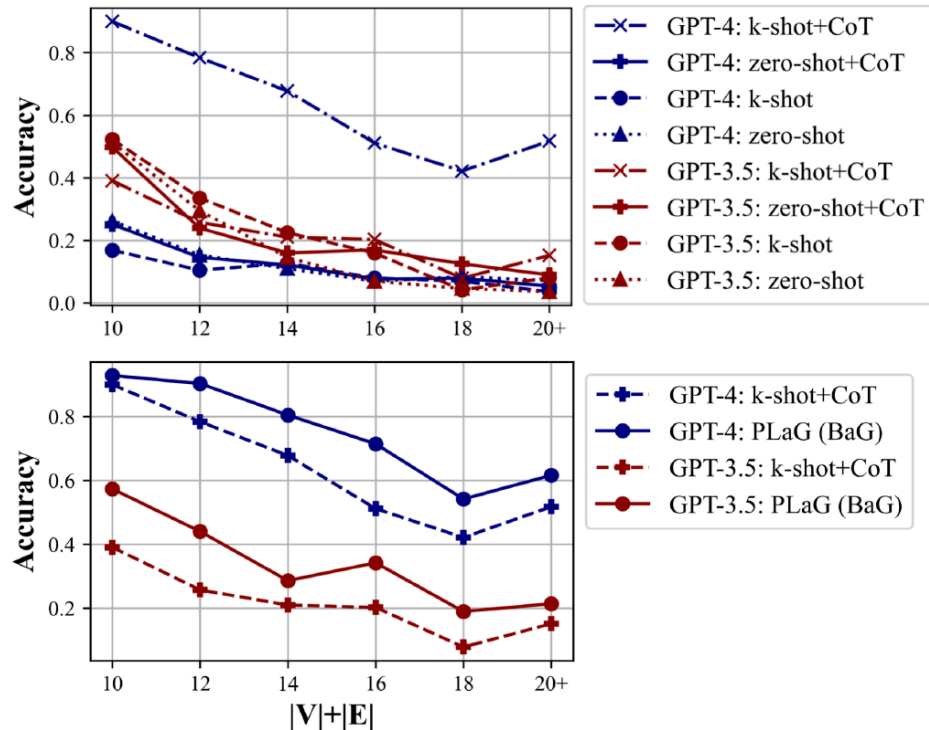 Accuracy
0.8
0.6
0.4
0.2
0.0
10 12 14 16 18 20+
GPT-4: k-shot+CoT
GPT-4: zero-shot+CoT
GPT-4: k-shot
GPT-4: zero-shot
GPT-3.5: k-shot+CoT
GPT-3.5: zero-shot+CoT
GPT-3.5: k-shot
GPT-3.5: zero-shot
Accuracy
0.8
0.6
0.4
0.2
10 12 14 16 18 20+
|V|+|E|
GPT-4: k-shot+CoT
GPT-4: PLaG (BaG)
GPT-3.5: k-shot+CoT
GPT-3.5: PLaG (BaG)